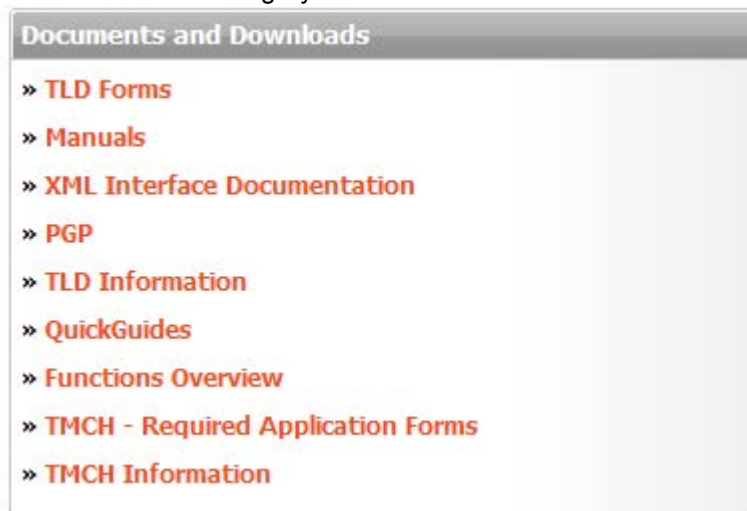 Documents and Downloads
» TLD Forms
» Manuals
» XML Interface Documentation
» PGP
» TLD Information
» QuickGuides
» Functions Overview
» TMCH - Required Application Forms
» TMCH Information